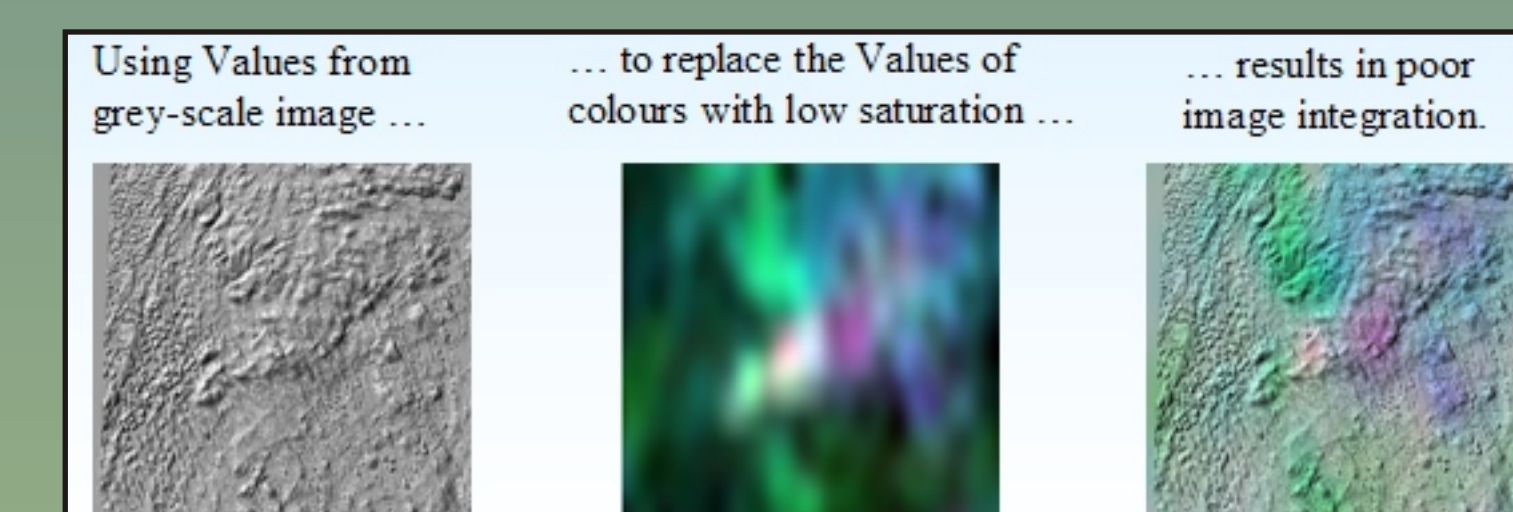 Using Values from
grey-scale image …
… to replace the Values of
colours with low saturation …
… results in poor
image integration.